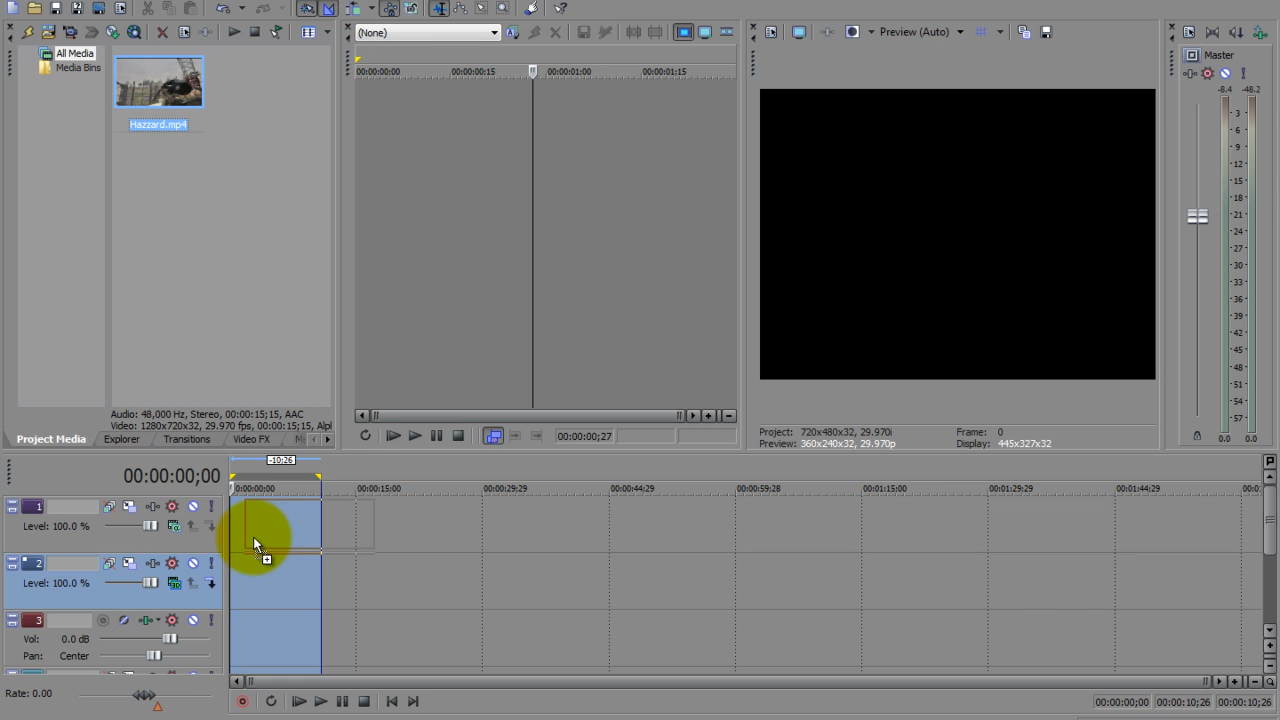 (None)
Preview (Auto)
All Media
Media Bins
Master
00:00:00;00
00:00:00;15
00:00:01;00
00:00:01;15
-8.4
-48.2
3
6
9
12
15
18
21
24
27
30
33
36
39
42
45
48
51
54
57
0.0
0.0
Hazzard.mp4
Audio: 48,000 Hz, Stereo, 00:00:15;15, AAC
Video: 1280x720x32, 29.970 fps, 00:00:15;15, Alpl
Project Media
Explorer
Transitions
Video FX
00:00:00;27
Project: 720x480x32, 29.970i
Frame: 0
Preview: 360x240x32, 29.970p
Display: 445x327x32
00:00:00;00
-10;26
0:00:00;00
00:00:15;00
00:00:29;29
00:00:44;29
00:00:59;28
00:01:15;00
00:01:29;29
00:01:44;29
00:0
1
Level: 100.0 %
2
Level: 100.0 %
3
Vol: 0.0 dB
Pan: Center
Rate: 0.00
00:00:00;00
00:00:10;26
00:00:10;26